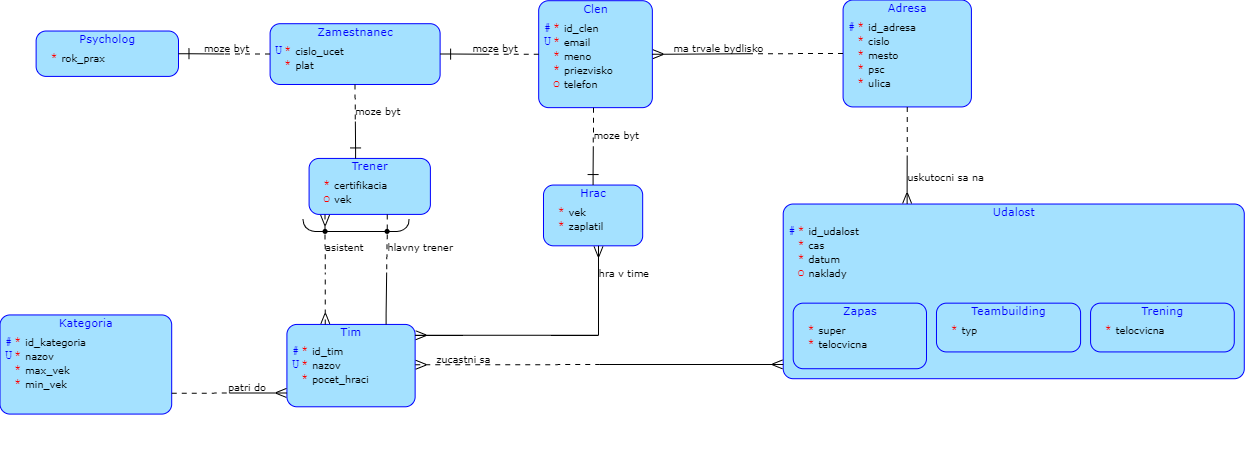 Psycholog
* rok_prax
moze byt
Zamestnanec
U * cislo_ucet
* plat
moze byt
Clen
# * id_clen
U * email
* meno
* priezvisko
o telefon
ma trvale bydlisko
Adresa
# * id_adresa
* cislo
* mesto
* psc
* ulica
moze byt
moze byt
Trener
* certifikacia
o vek
asistent
hlavny trener
Hrac
* vek
* zaplatil
hra v time
uskutocni sa na
Udalost
# * id_udalost
* cas
* datum
o naklady
Zapas
* super
* telocvicna
Teambuilding
* typ
Trening
* telocvicna
Kategoria
# * id_kategoria
U * nazov
* max_vek
* min_vek
patri do
Tim
# * id_tim
U * nazov
* pocet_hraci
zucastni sa